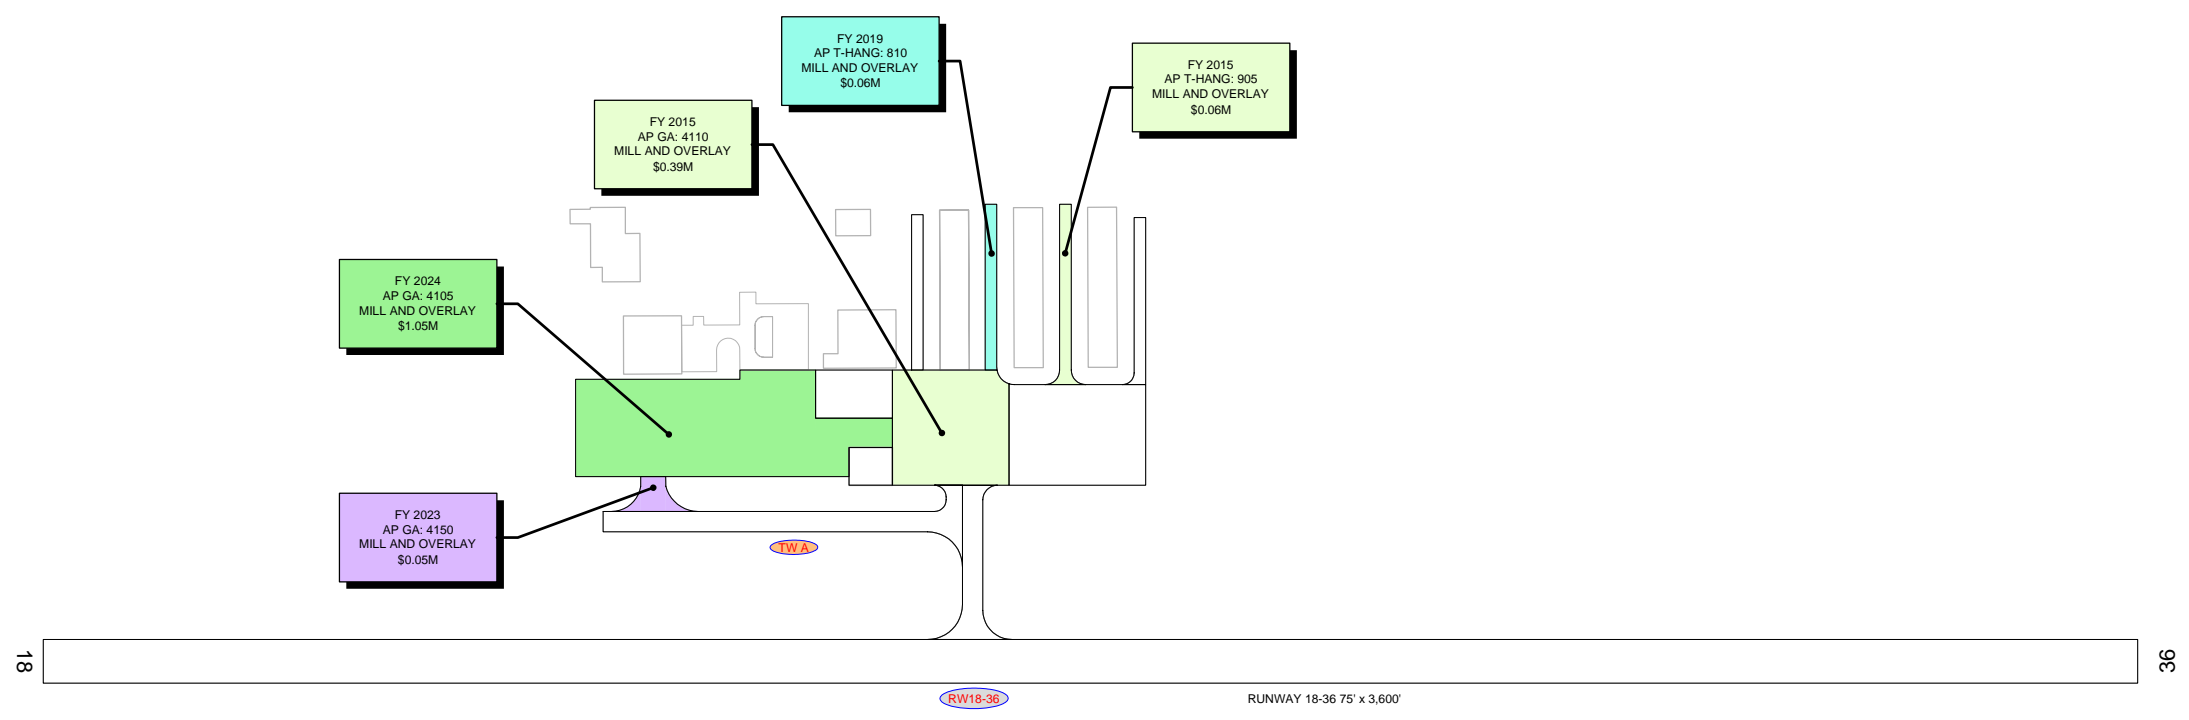 FY 2019
AP T-HANG: 810
MILL AND OVERLAY
$0.06M
FY 2015
AP T-HANG: 905
MILL AND OVERLAY
$0.06M
FY 2015
AP GA: 4110
MILL AND OVERLAY
$0.39M
FY 2024
AP GA: 4105
MILL AND OVERLAY
$1.05M
FY 2023
AP GA: 4150
MILL AND OVERLAY
$0.05M
TW A
18
36
RW18-36
RUNWAY 18-36 75' x 3,600'